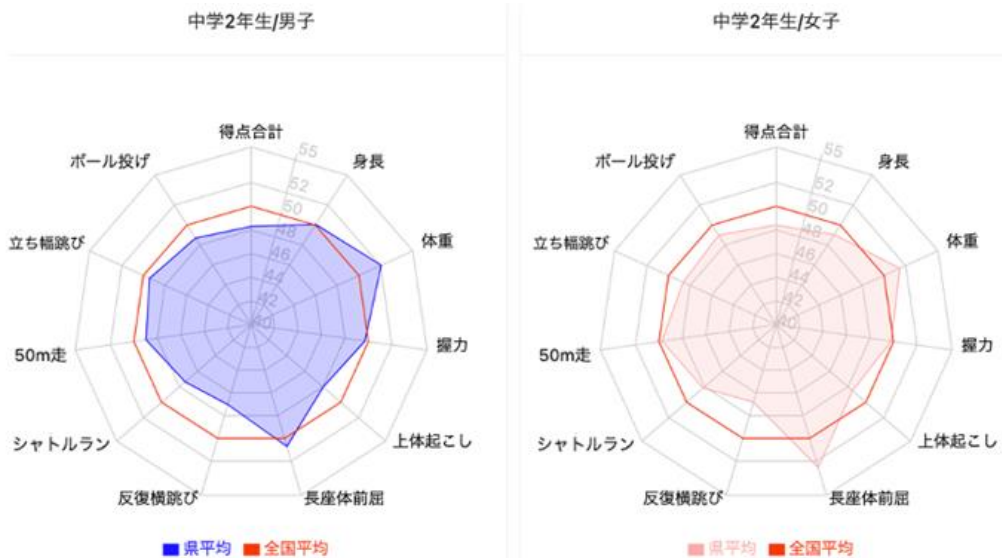 中学2年生/男子
得点合計
身長
体重
握力
上体起こし
長座体前屈
反復横跳び
シャトルラン
50m走
立ち幅跳び
ボール投げ
55
52
50
48
46
44
42
40
県平均 全国平均
中学2年生/女子
得点合計
身長
体重
握力
上体起こし
長座体前屈
反復横跳び
シャトルラン
50m走
立ち幅跳び
ボール投げ
55
52
50
48
46
44
42
40
県平均 全国平均